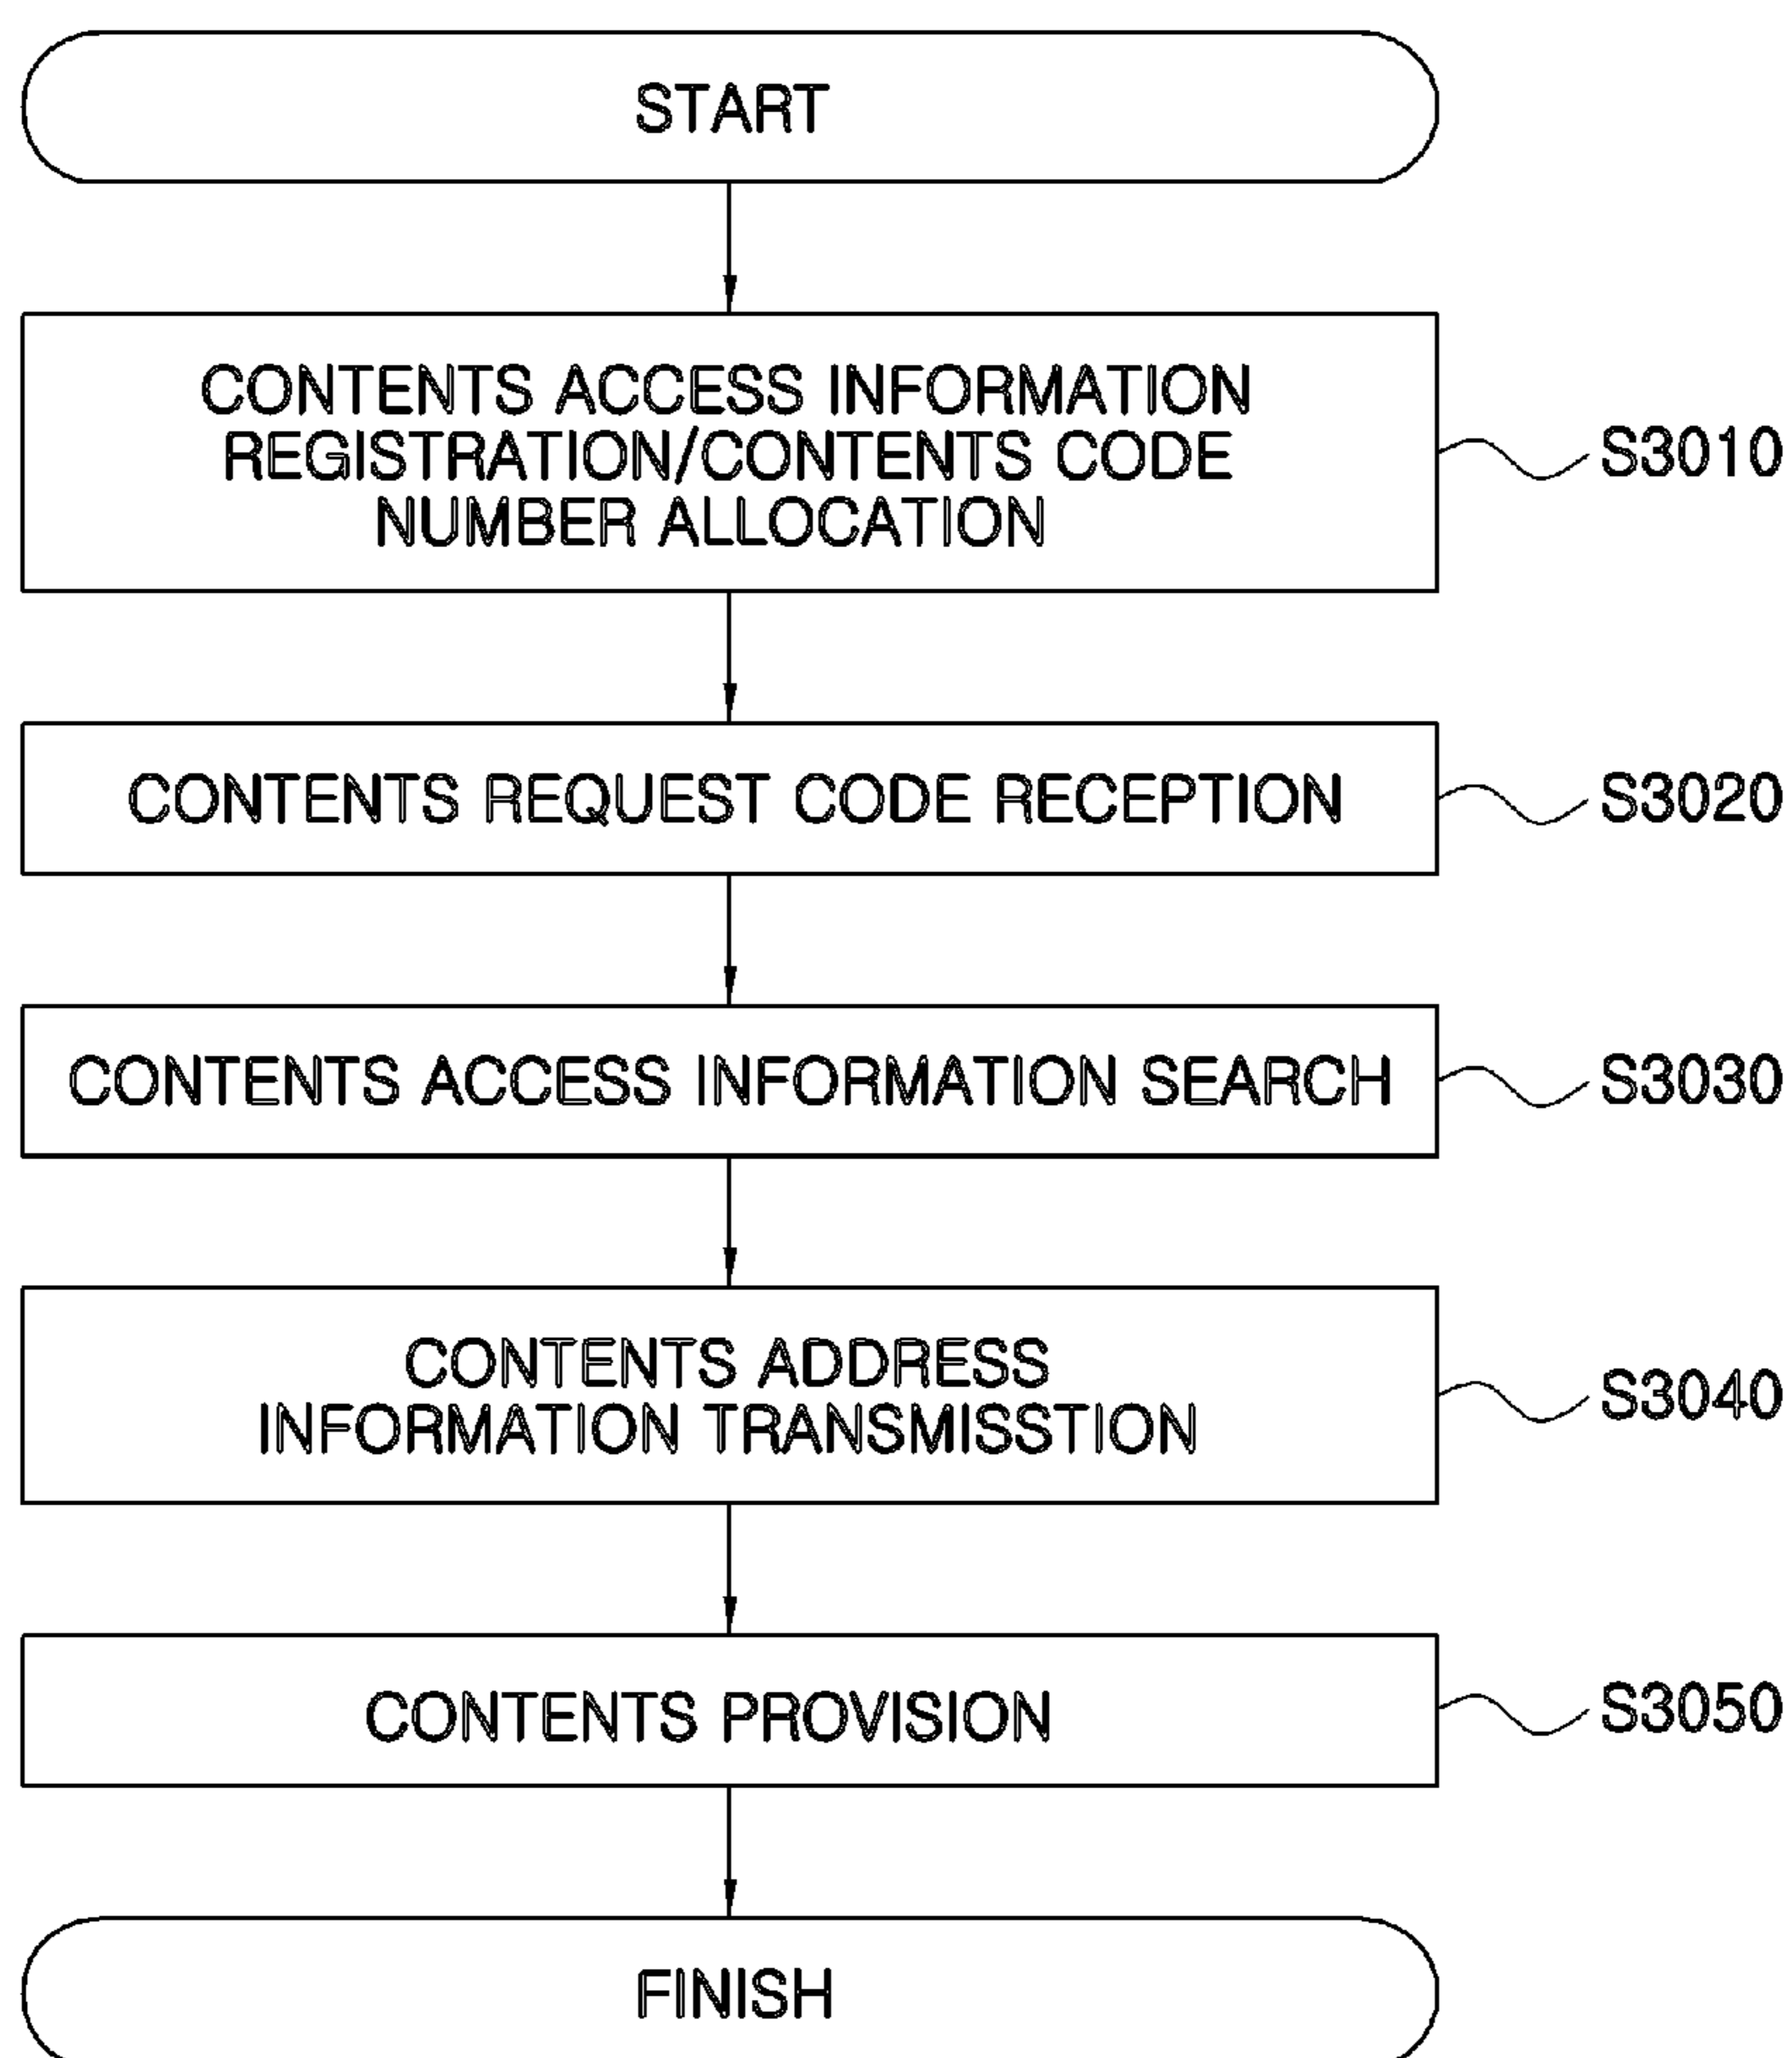 START
CONTENTS ACCESS INFORMATION
REGISTRATION/CONTENTS CODE
NUMBER ALLOCATION
S3010
CONTENTS REQUEST CODE RECEPTION
S3020
CONTENTS ACCESS INFORMATION SEARCH
S3030
CONTENTS ADDRESS
INFORMATION TRANSMISSTION
S3040
CONTENTS PROVISION
S3050
FINISH